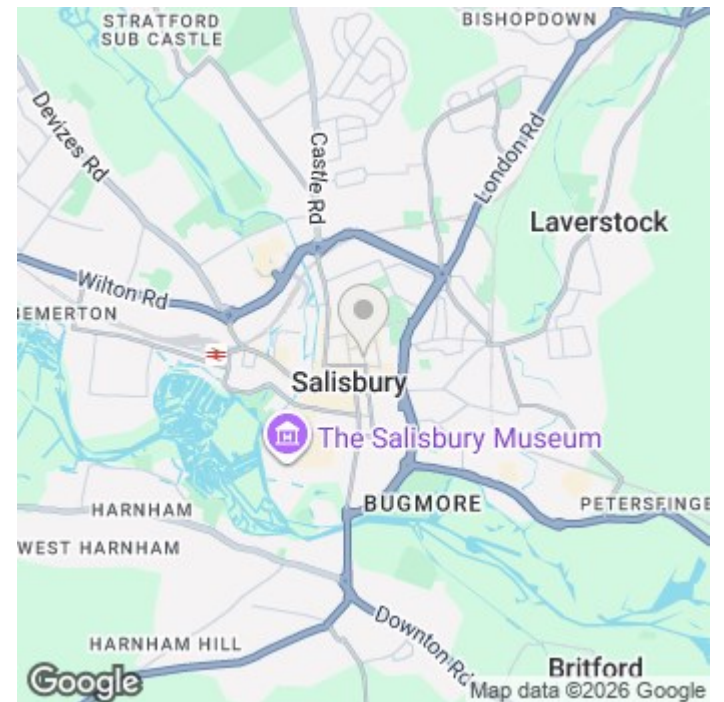 STRATFORD
SUB CASTLE
BISHOPDOWN
Devizes Rd
Castle Rd
London Rd
Laverstock
Wilton Rd
BEMERTON
Salisbury
The Salisbury Museum
HARNHAM
BUGMORE
PETERSFINGE
WEST HARNHAM
Downton Rd
HARNHAM HILL
Britford
Google
Map data ©2026 Google